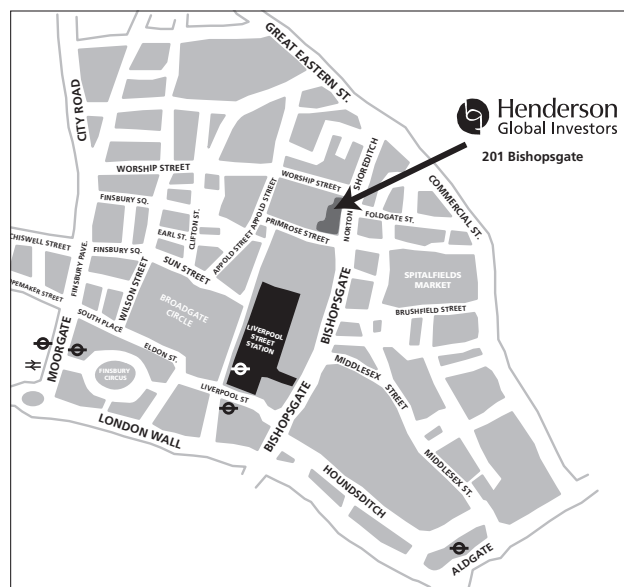 GREAT EASTERN ST.
CITY ROAD
Henderson
Global Investors
201 Bishopsgate
SHOREDITCH
COMMERCIAL ST.
WORSHIP STREET
WORSHIP STREET
NORTON
FOLDGATE ST.
FINSBURY SQ.
CLIFTON ST.
APPOLD STREET
APPOLD STREET
PRIMROSE STREET
EARL ST.
CHISWELL STREET
FINSBURY PAVE.
FINSBURY SQ.
SUN STREET
WILSON STREET
BISHOPSGATE
SPITALFIELDS
MARKET
BRUSHFIELD STREET
ROPEMAKER STREET
SOUTH PLACE
BROADGATE
CIRCLE
LIVERPOOL
STREET
STATION
MOORGATE
ELDON ST.
MIDDLESEX STREET
FINSBURY
CIRCUS
LIVERPOOL ST
BISHOPSGATE
LONDON WALL
HOUNDSDITCH
MIDDLESEX ST.
ALDGATE